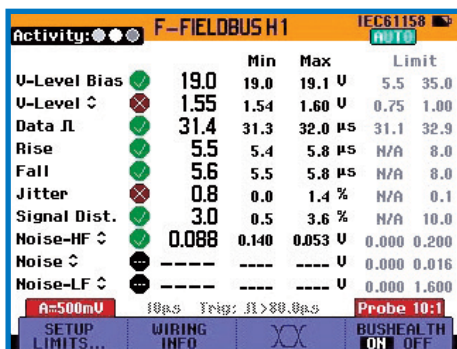 Activity: F-FIELDBUS H1 IEC61158
AUTO
Min Max Limit
V-Level Bias 19.0 19.0 19.1 V 5.5 35.0
V-Level 1.55 1.54 1.60 V 0.75 1.00
Data 31.4 31.3 32.0 µs 31.1 32.9
Rise 5.5 5.4 5.8 µs N/A 8.0
Fall 5.6 5.5 5.8 µs N/A 8.0
Jitter 0.8 0.0 1.4 % N/A 0.1
Signal Dist. 3.0 0.5 3.6 % N/A 10.0
Noise-HF 0.088 0.140 0.053 V 0.000 0.200
Noise ---- ---- ---- V 0.000 0.016
Noise-LF ---- ---- ---- V 0.000 1.600
A=500mV 10µs Trig: >80.0µs Probe 10:1
SETUP LIMITS... WIRING INFO BUSHEALTH ON OFF